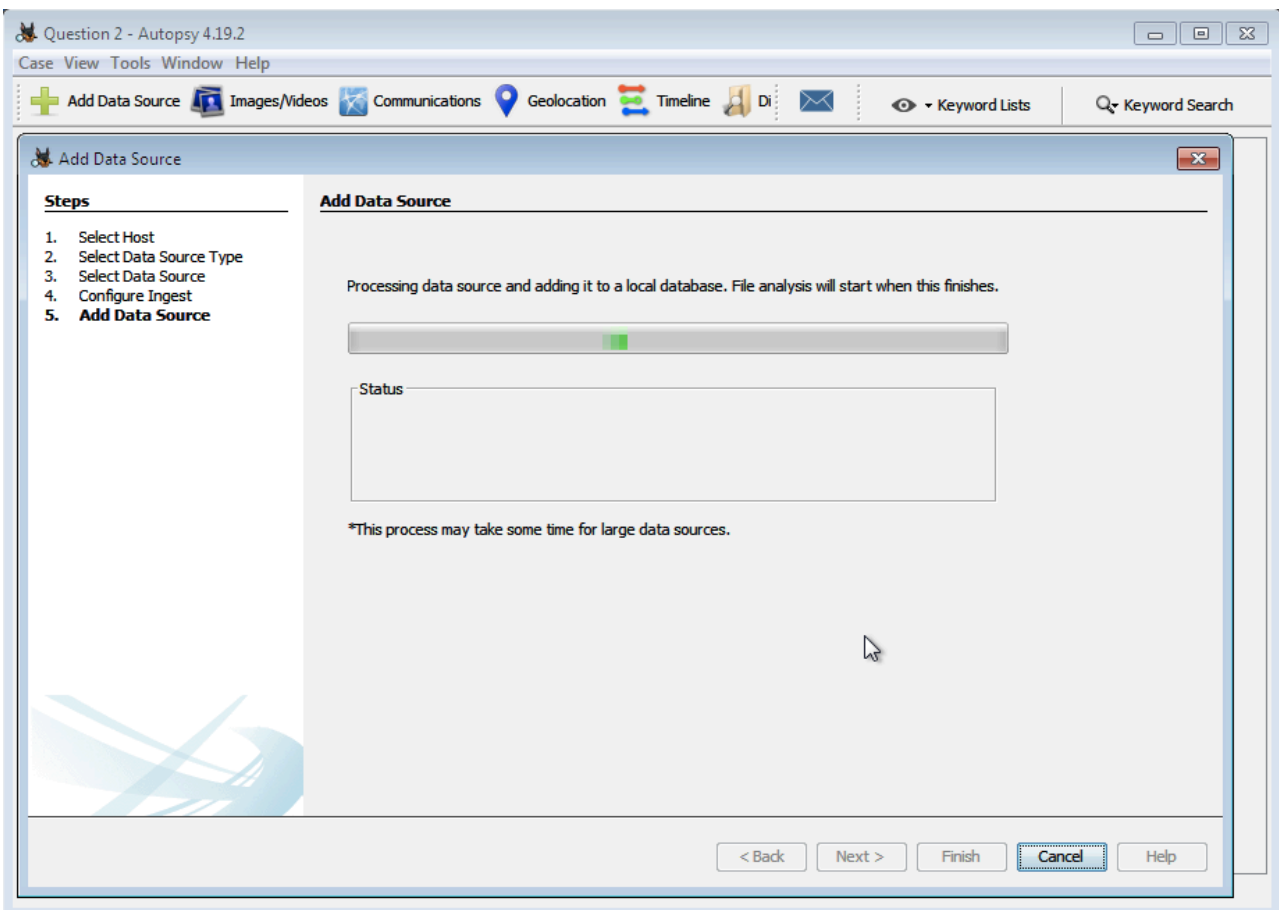 Question 2 - Autopsy 4.19.2
Case View Tools Window Help
Add Data Source Images/Videos Communications Geolocation Timeline Di Keyword Lists Keyword Search
Add Data Source
Steps
1. Select Host
2. Select Data Source Type
3. Select Data Source
4. Configure Ingest
5. Add Data Source
Add Data Source
Processing data source and adding it to a local database. File analysis will start when this finishes.
Status
*This process may take some time for large data sources.
< Back Next > Finish Cancel Help